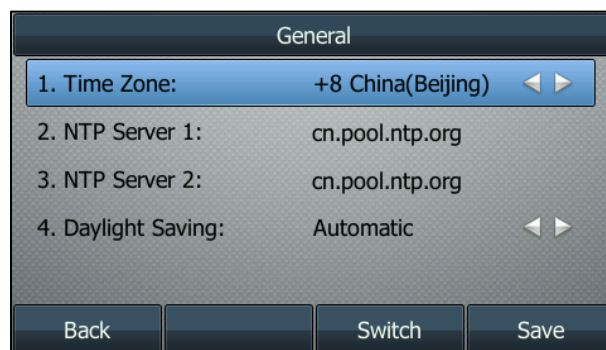 General
1. Time Zone: +8 China(Beijing)
2. NTP Server 1: cn.pool.ntp.org
3. NTP Server 2: cn.pool.ntp.org
4. Daylight Saving: Automatic
Back Switch Save